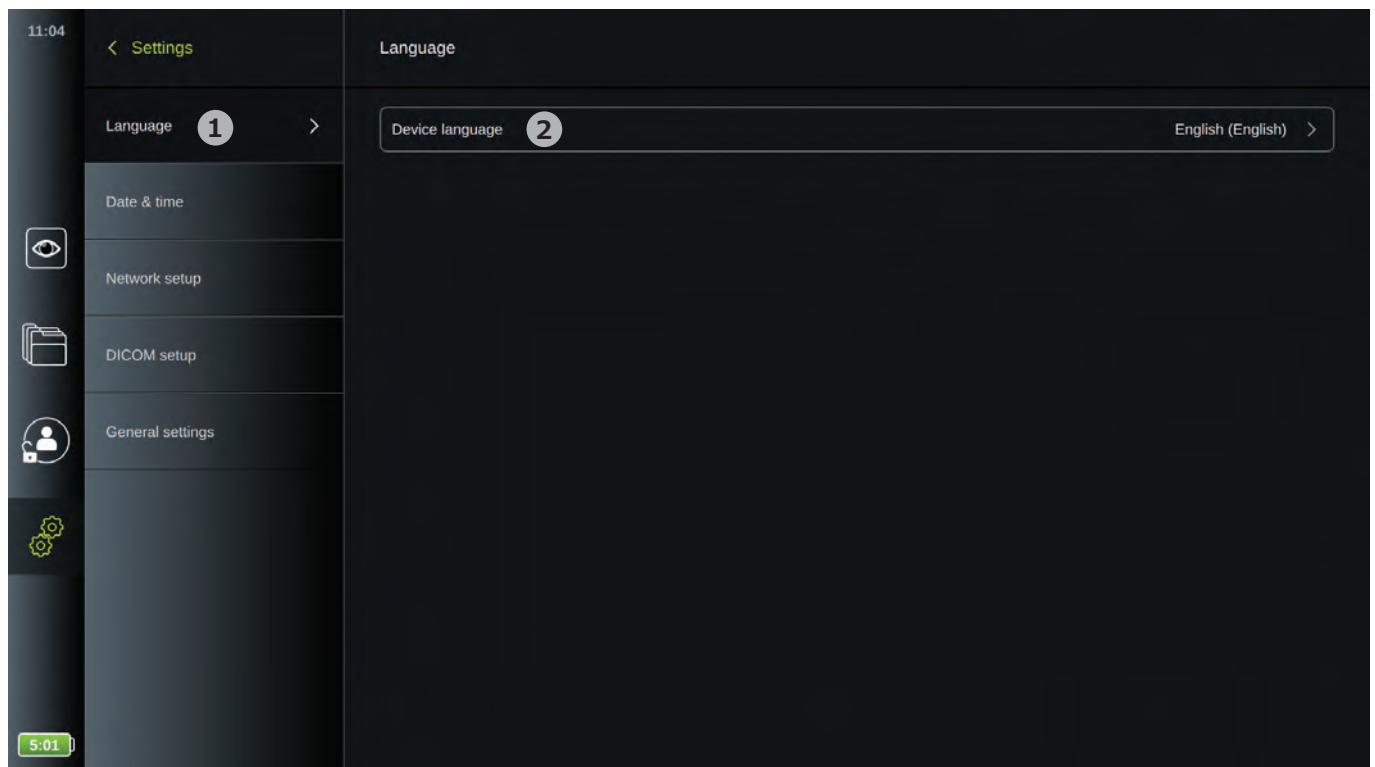 11:04
Settings
Language
Language 1
Device language 2 English (English)
Date & time
Network setup
DICOM setup
General settings
5:01